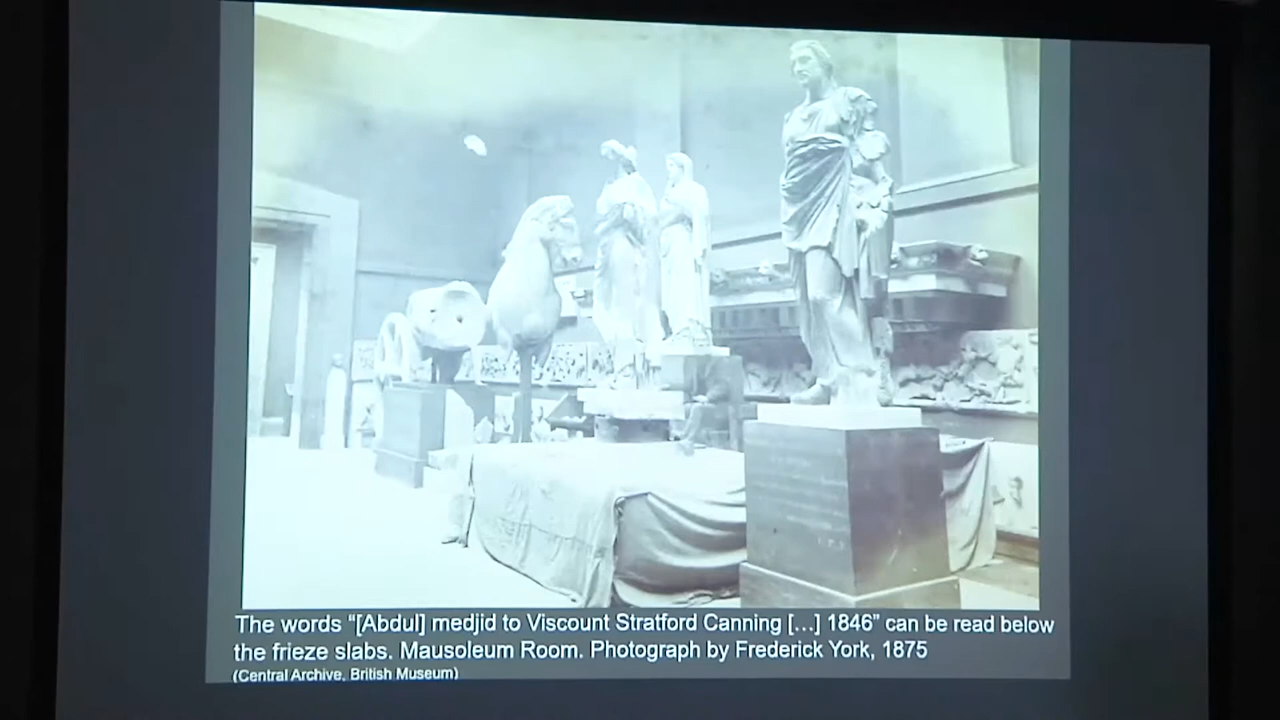 The words “[Abdul] medjid to Viscount Stratford Canning [...] 1846” can be read below
the frieze slabs. Mausoleum Room. Photograph by Frederick York, 1875
(Central Archive, British Museum)